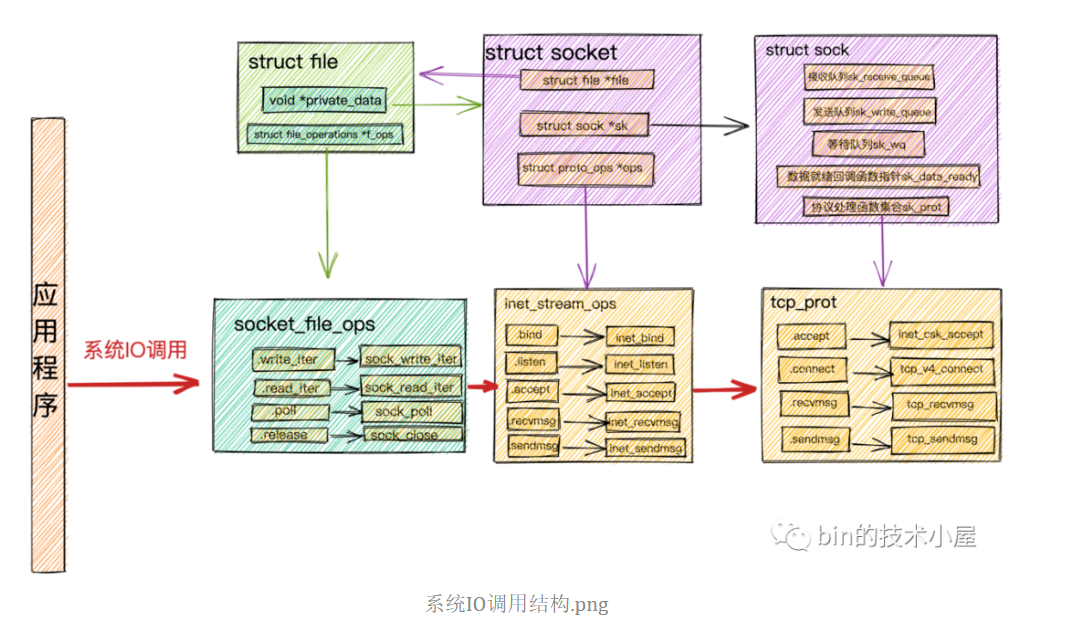 struct file
void *private_data
struct file_operations *f_ops
struct socket
struct file *file
struct sock *sk
struct proto_ops *ops
struct sock
接收队列sk_receive_queue
发送队列sk_write_queue
等待队列sk_wq
数据就绪回调函数指针sk_data_ready
协议处理函数集合sk_prot
应用程序
系统IO调用
socket_file_ops
.write_iter
sock_write_iter
.read_iter
sock_read_iter
.poll
sock_poll
.release
sock_close
inet_stream_ops
.bind
inet_bind
.listen
inet_listen
.accept
inet_accept
.recvmsg
inet_recvmsg
.sendmsg
inet_sendmsg
tcp_prot
.accept
inet_csk_accept
.connect
tcp_v4_connect
.recvmsg
tcp_recvmsg
.sendmsg
tcp_sendmsg
bin的技术小屋
系统IO调用结构.png